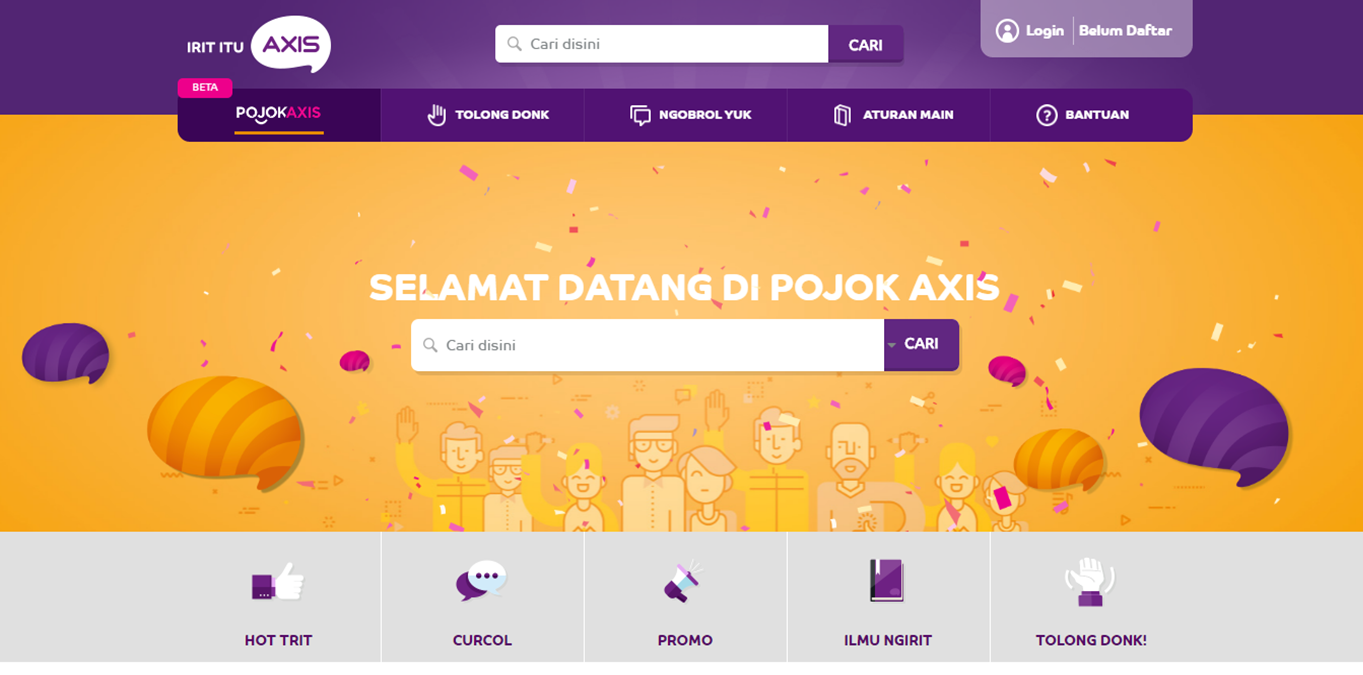 IRIT ITU AXIS
Cari disini
CARI
Login
Belum Daftar
BETA
POJOKAXIS
TOLONG DONK
NGOBROL YUK
ATURAN MAIN
BANTUAN
SELAMAT DATANG DI POJOK AXIS
Cari disini
CARI
HOT TRIT
CURCOL
PROMO
ILMU NGIRIT
TOLONG DONK!